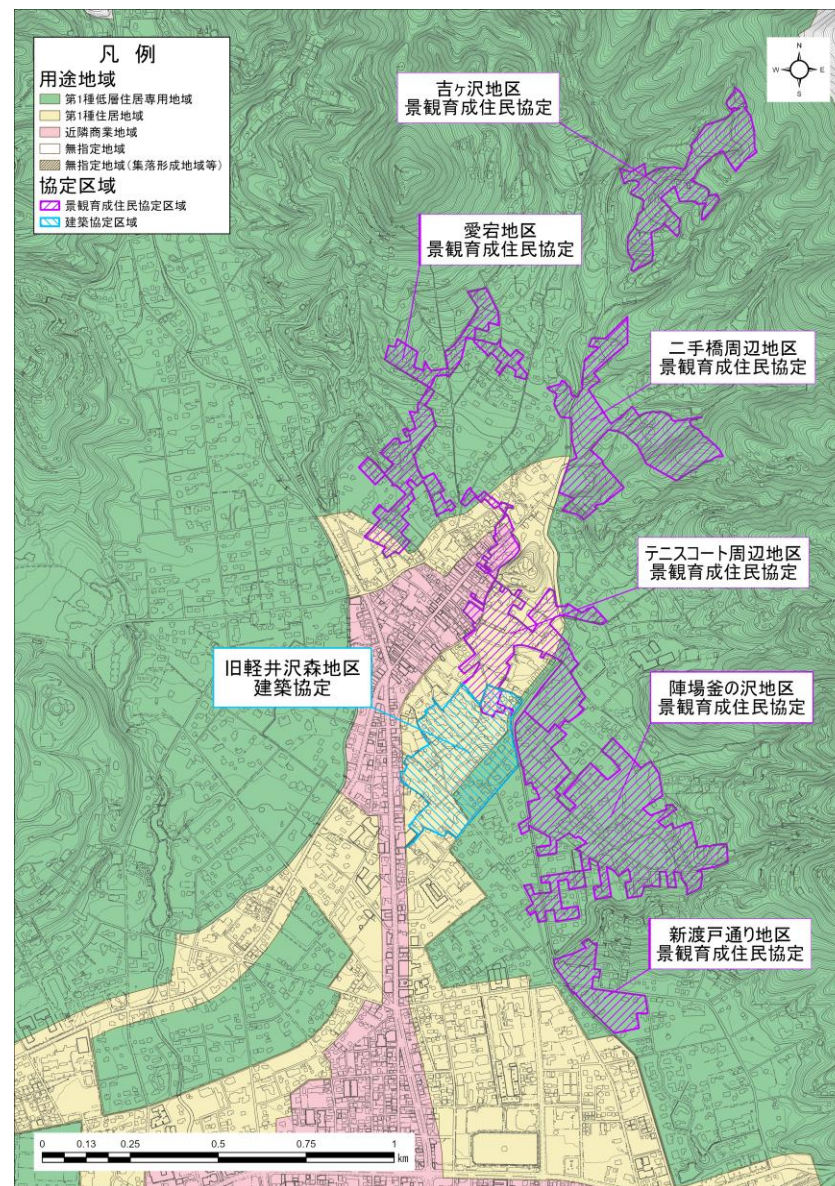 凡例
用途地域
第1種低層住居専用地域
第1種住居地域
近隣商業地域
無指定地域
無指定地域(集落形成地域等)
協定区域
景観育成住民協定区域
建築協定区域
N
W
E
S
吉ヶ沢地区
景観育成住民協定
愛宕地区
景観育成住民協定
二手橋周辺地区
景観育成住民協定
テニスコート周辺地区
景観育成住民協定
旧軽井沢森地区
建築協定
陣場釜の沢地区
景観育成住民協定
新渡戸通り地区
景観育成住民協定
0 0.13 0.25 0.5 0.75 1
km